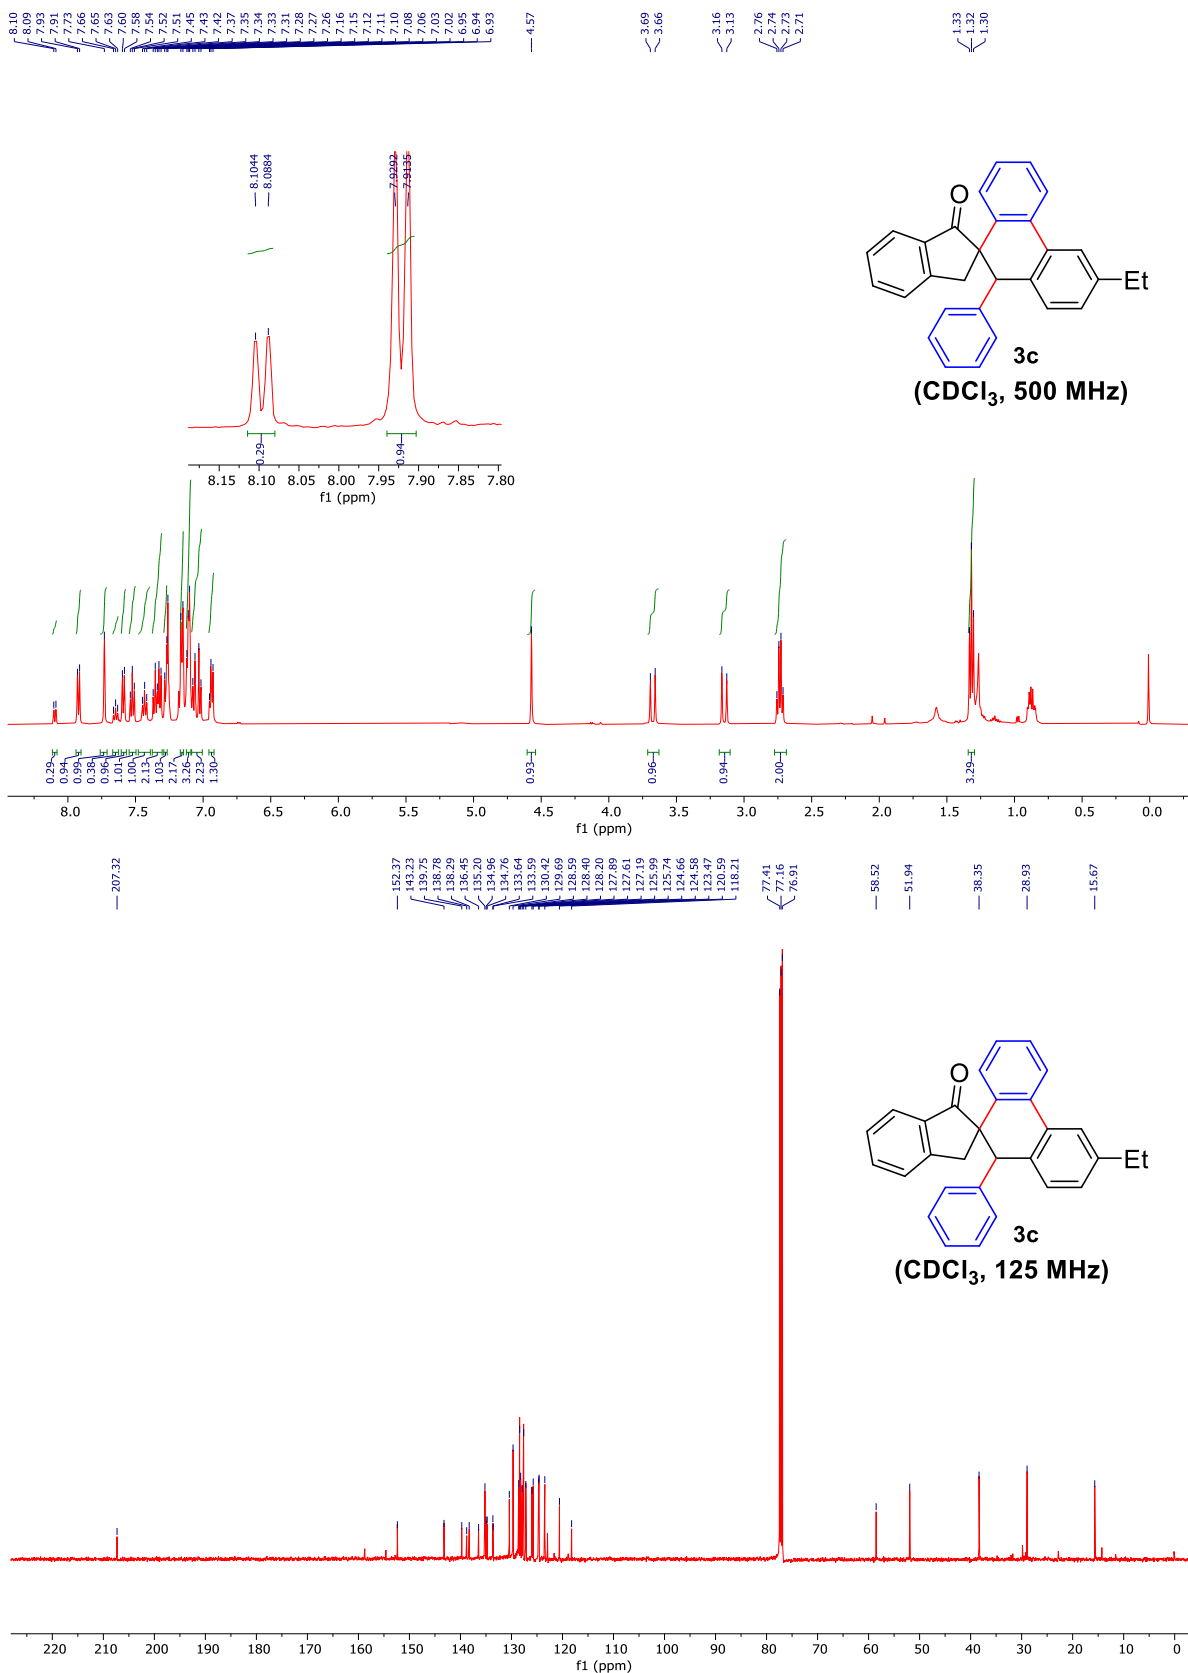 8.10 8.09 7.93 7.91 7.73 7.66 7.65 7.63 7.60 7.58 7.54 7.52 7.51 7.45 7.43 7.42 7.37 7.35 7.34 7.33 7.31 7.28 7.27 7.26 7.16 7.15 7.12 7.11 7.10 7.08 7.06 7.03 7.02 6.95 6.94 6.93 4.57 3.69 3.66 3.16 3.13 2.76 2.74 2.73 2.71 1.33 1.32 1.30
8.1044 8.0884 7.9292 7.9135
0.29 0.94
8.15 8.10 8.05 8.00 7.95 7.90 7.85 7.80
f1 (ppm)
O
Et
3c
(CDCl₃, 500 MHz)
0.29 0.94 0.99 0.38 0.96 1.01 1.00 2.13 1.03 2.17 3.26 2.23 1.30 0.93 0.96 0.94 2.00 3.29
8.0 7.5 7.0 6.5 6.0 5.5 5.0 4.5 4.0 3.5 3.0 2.5 2.0 1.5 1.0 0.5 0.0
f1 (ppm)
207.32 152.37 143.23 139.75 138.78 138.29 136.45 135.20 134.96 134.76 133.64 133.59 130.42 129.69 128.59 128.40 128.20 127.89 127.61 127.19 125.99 125.74 124.66 124.58 123.47 120.59 118.21 77.41 77.16 76.91 58.52 51.94 38.35 28.93 15.67
O
Et
3c
(CDCl₃, 125 MHz)
220 210 200 190 180 170 160 150 140 130 120 110 100 90 80 70 60 50 40 30 20 10 0
f1 (ppm)